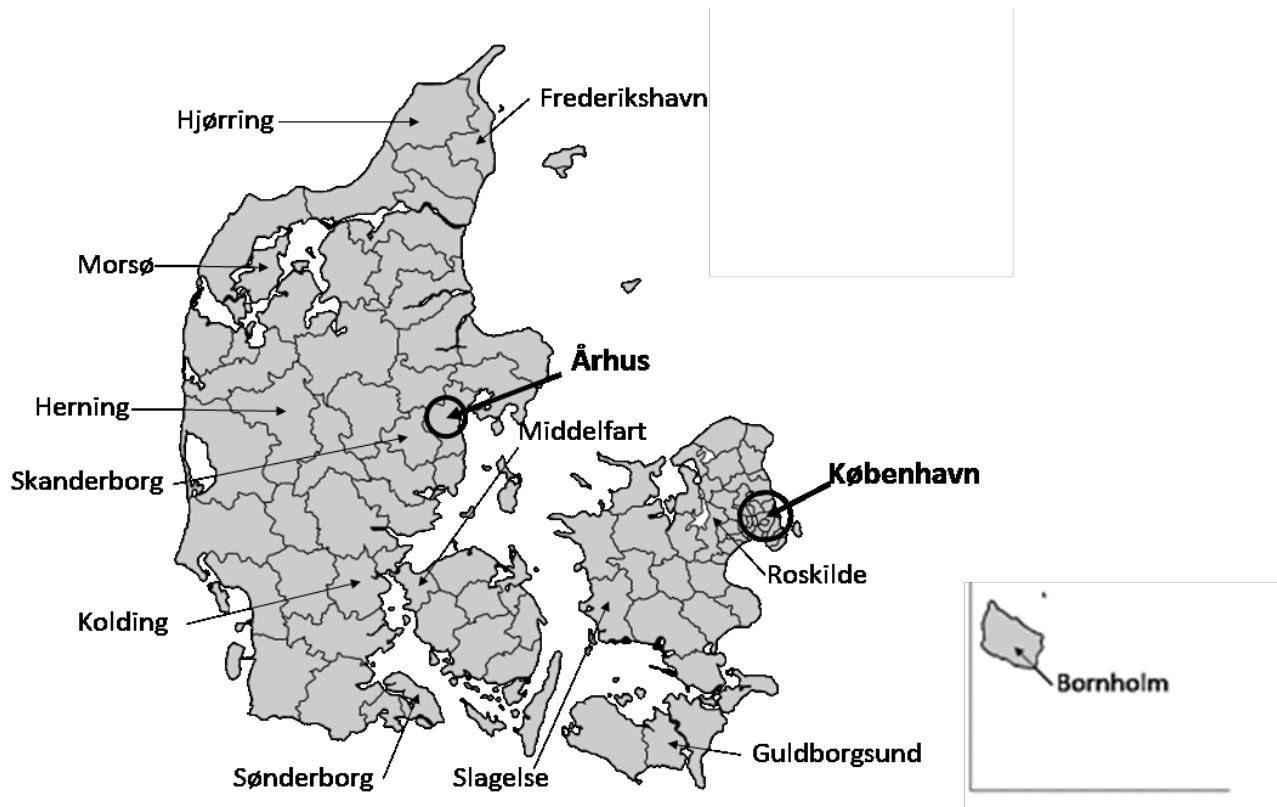 Frederikshavn
Hjørring
Morsø
Århus
Herning
Middelfart
Skanderborg
København
Roskilde
Kolding
Bornholm
Guldborgsund
Sønderborg
Slagelse